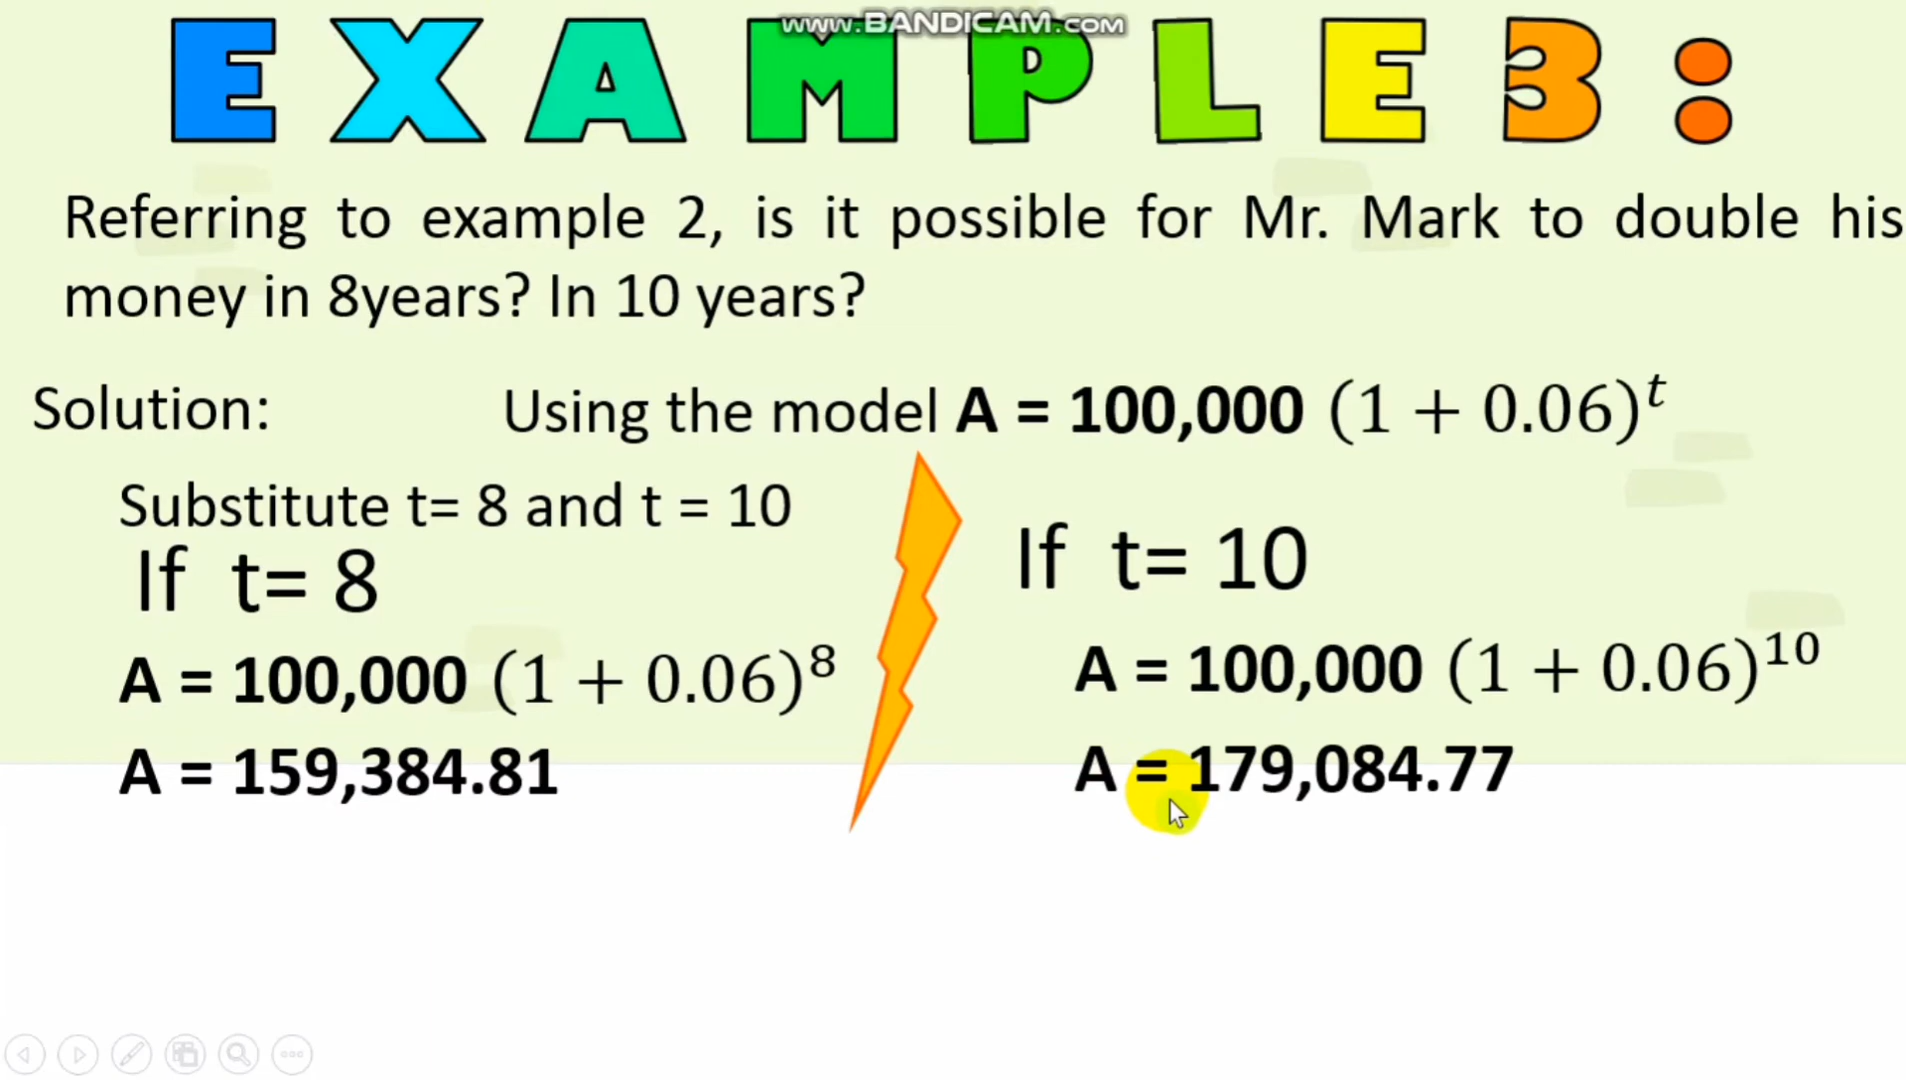 www.BANDICAM.com
EXAMPLE 3:
Referring to example 2, is it possible for Mr. Mark to double his
money in 8years? In 10 years?
Solution: Using the model A = 100,000 (1 + 0.06)^t
Substitute t= 8 and t = 10
If t= 8
A = 100,000 (1 + 0.06)^8
A = 159,384.81
If t= 10
A = 100,000 (1 + 0.06)^10
A = 179,084.77